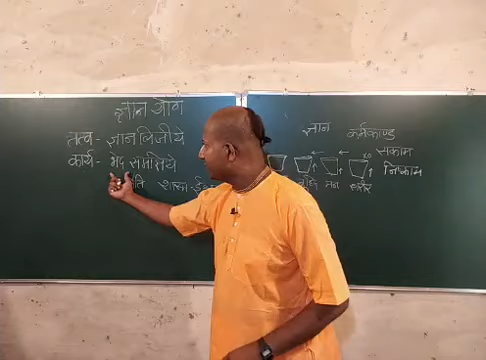 ज्ञान योग
तत्व - ज्ञान लिजीये
कार्य - भेद समझिये
शास्त्र
ज्ञान कर्मकाण्ड
सकाम
निष्काम
मन शरीर